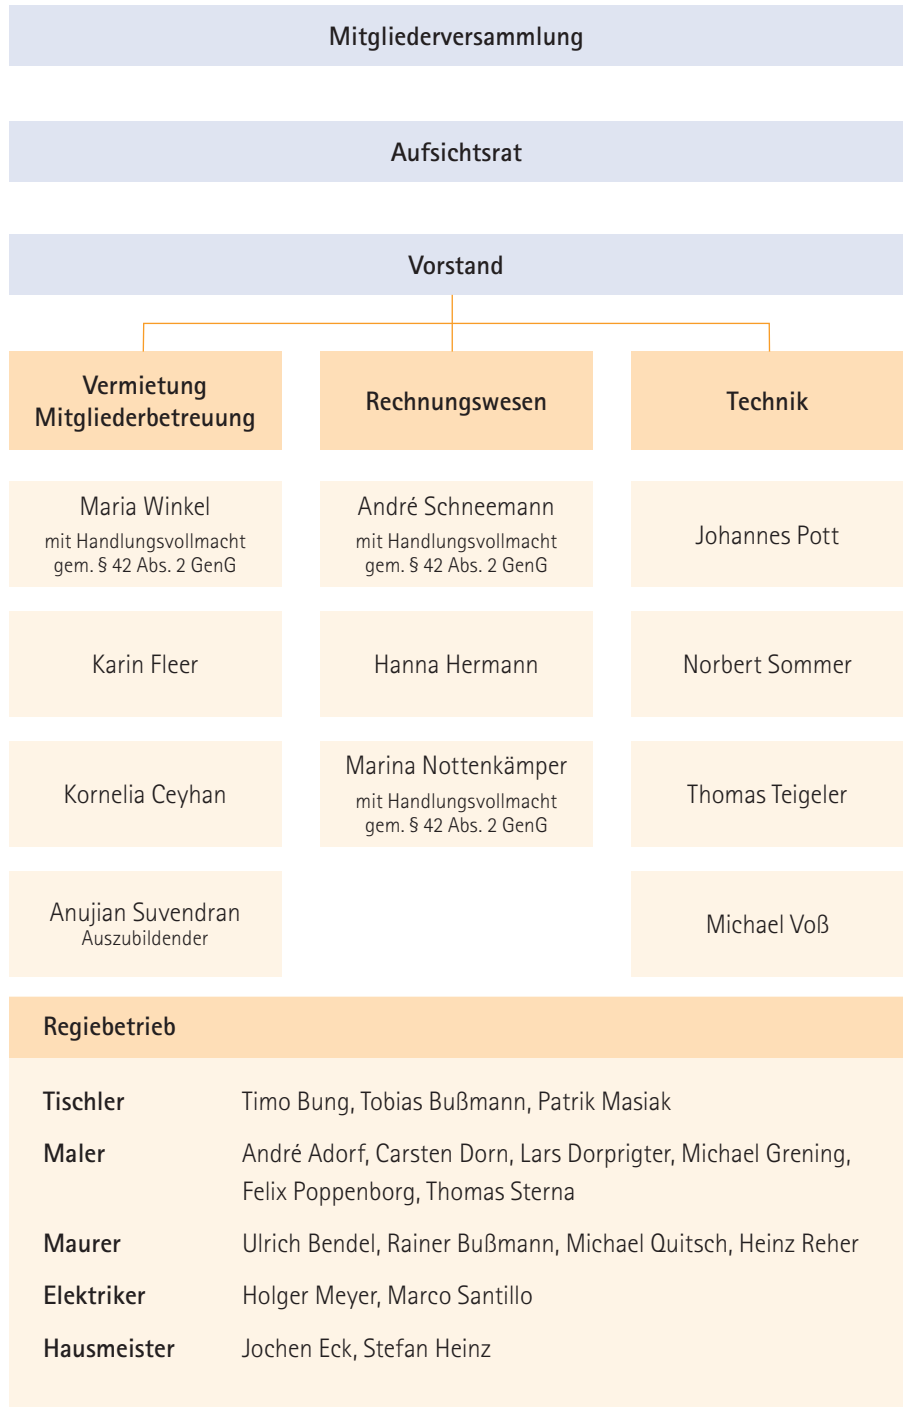 Mitgliederversammlung
Aufsichtsrat
Vorstand
Vermietung
Mitgliederbetreuung
Rechnungswesen
Technik
Maria Winkel
mit Handlungsvollmacht
gem. § 42 Abs. 2 GenG
André Schneemann
mit Handlungsvollmacht
gem. § 42 Abs. 2 GenG
Johannes Pott
Karin Fleer
Hanna Hermann
Norbert Sommer
Kornelia Ceyhan
Marina Nottenkämper
mit Handlungsvollmacht
gem. § 42 Abs. 2 GenG
Thomas Teigeler
Anujian Suvendran
Auszubildender
Michael Voß
Regiebetrieb
Tischler Timo Bung, Tobias Bußmann, Patrik Masiak
Maler André Adorf, Carsten Dorn, Lars Dorprigter, Michael Grening,
Felix Poppenborg, Thomas Sterna
Maurer Ulrich Bendel, Rainer Bußmann, Michael Quitsch, Heinz Reher
Elektriker Holger Meyer, Marco Santillo
Hausmeister Jochen Eck, Stefan Heinz